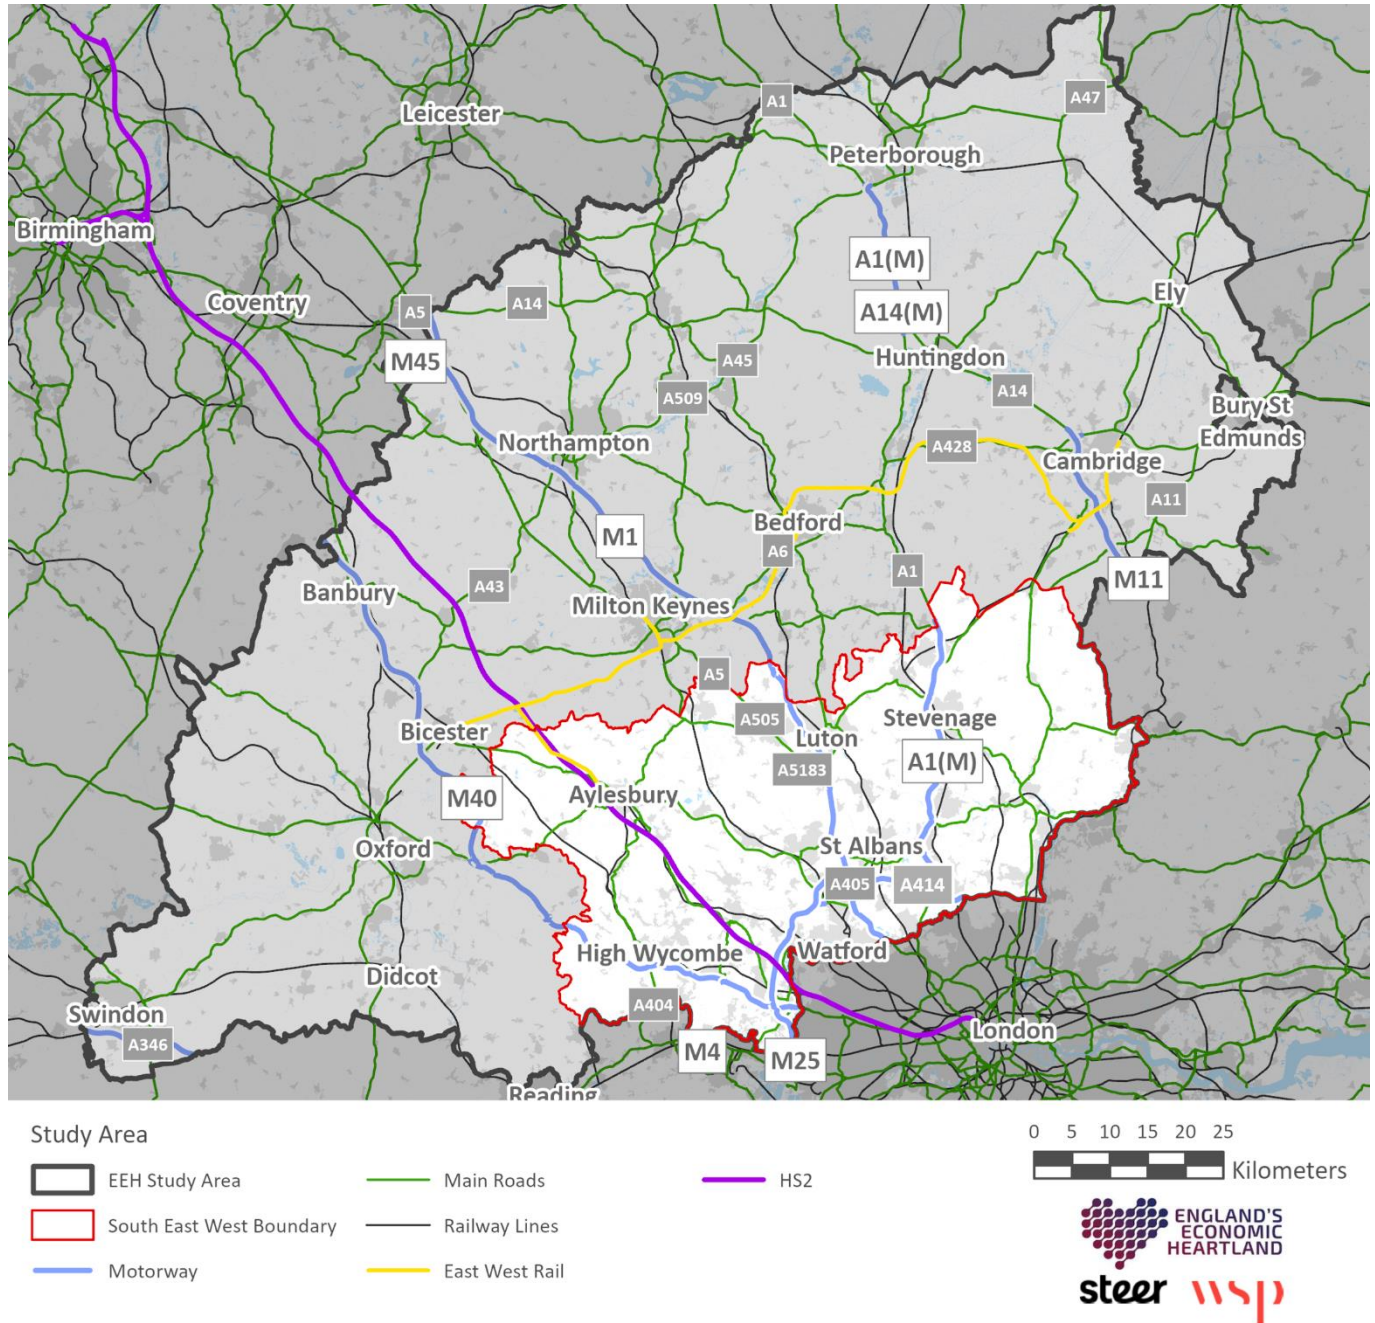 Leicester
A1
A47
Peterborough
Birmingham
A1(M)
Coventry
A5
A14
A14(M)
Ely
M45
A45
Huntingdon
A509
A14
Bury St
Edmunds
Northampton
A428
Cambridge
A11
M1
Bedford
A6
A1
M11
Banbury
A43
Milton Keynes
A5
A505
Stevenage
Bicester
Luton
A5183
A1(M)
M40
Aylesbury
Oxford
St Albans
A405
A414
High Wycombe
Watford
Didcot
A404
Swindon
A346
M4
M25
London
Reading
Study Area
EEH Study Area
South East West Boundary
Motorway
Main Roads
Railway Lines
East West Rail
HS2
0 5 10 15 20 25
Kilometers
ENGLAND'S
ECONOMIC
HEARTLAND
steer wsp